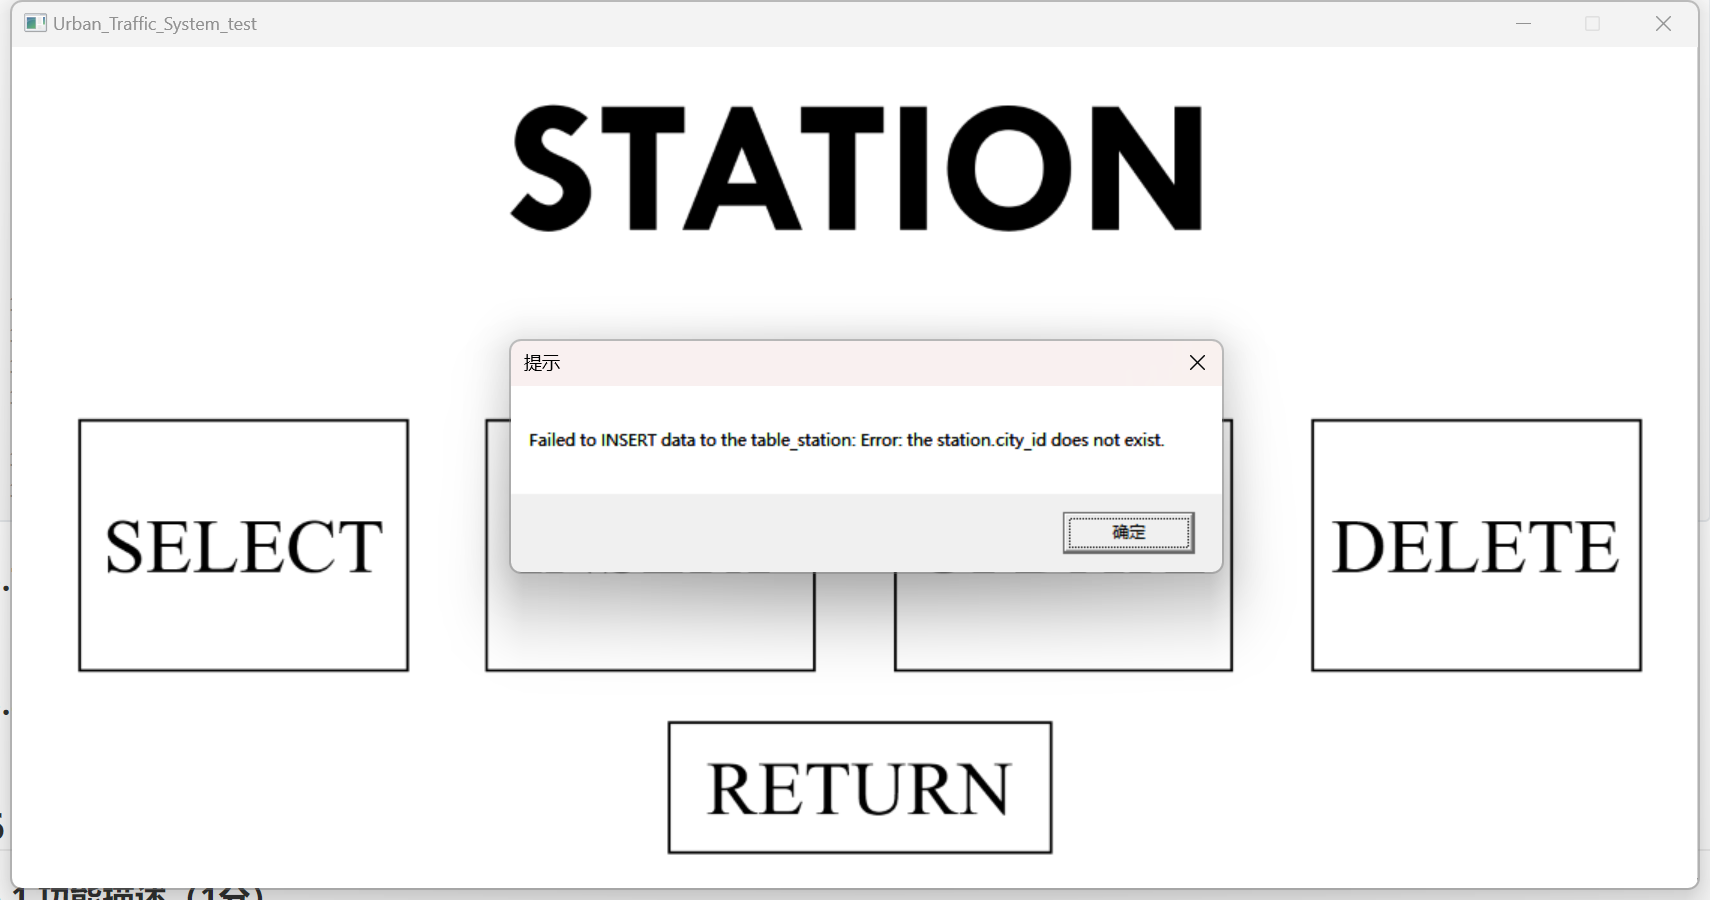 Urban_Traffic_System_test
STATION
提示
Failed to INSERT data to the table_station: Error: the station.city_id does not exist.
确定
SELECT
DELETE
RETURN
1 功能描述（1分）